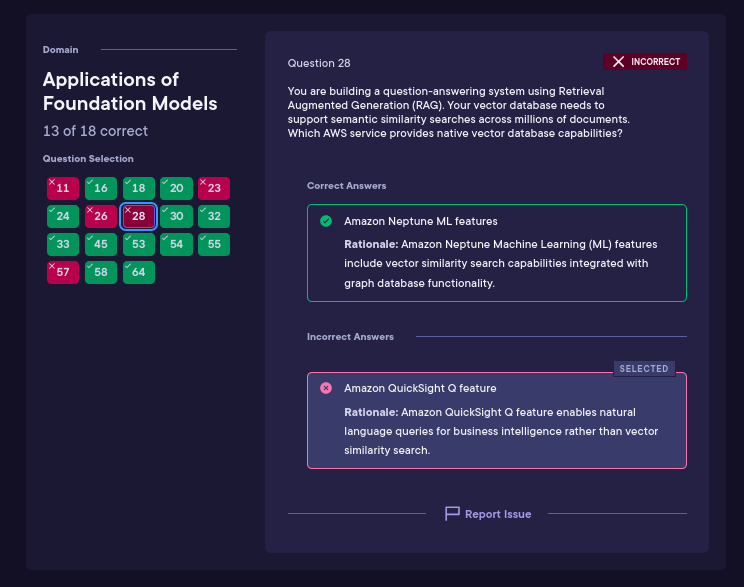 Domain
Applications of
Foundation Models
13 of 18 correct
Question Selection
11 16 18 20 23
24 26 28 30 32
33 45 53 54 55
57 58 64
Question 28
INCORRECT
You are building a question-answering system using Retrieval
Augmented Generation (RAG). Your vector database needs to
support semantic similarity searches across millions of documents.
Which AWS service provides native vector database capabilities?
Correct Answers
Amazon Neptune ML features
Rationale: Amazon Neptune Machine Learning (ML) features
include vector similarity search capabilities integrated with
graph database functionality.
Incorrect Answers
SELECTED
Amazon QuickSight Q feature
Rationale: Amazon QuickSight Q feature enables natural
language queries for business intelligence rather than vector
similarity search.
Report Issue